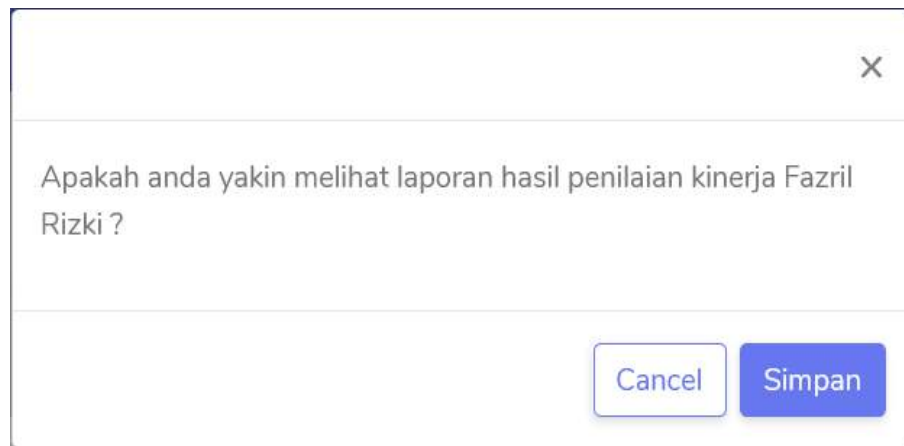 ×
Apakah anda yakin melihat laporan hasil penilaian kinerja Fazril
Rizki ?
Cancel Simpan